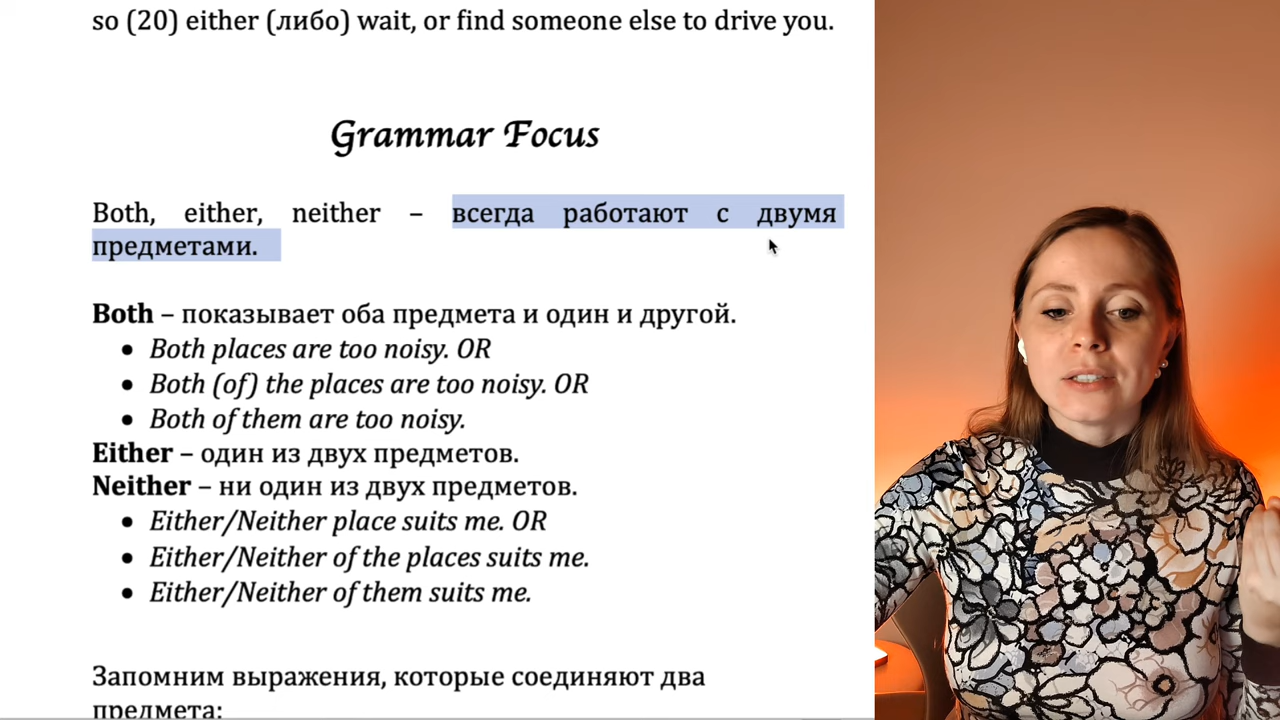 so (20) either (либо) wait, or find someone else to drive you.
Grammar Focus
Both, either, neither – всегда работают с двумя
предметами.
Both – показывает оба предмета и один и другой.
• Both places are too noisy. OR
• Both (of) the places are too noisy. OR
• Both of them are too noisy.
Either – один из двух предметов.
Neither – ни один из двух предметов.
• Either/Neither place suits me. OR
• Either/Neither of the places suits me.
• Either/Neither of them suits me.
Запомним выражения, которые соединяют два
предмета: